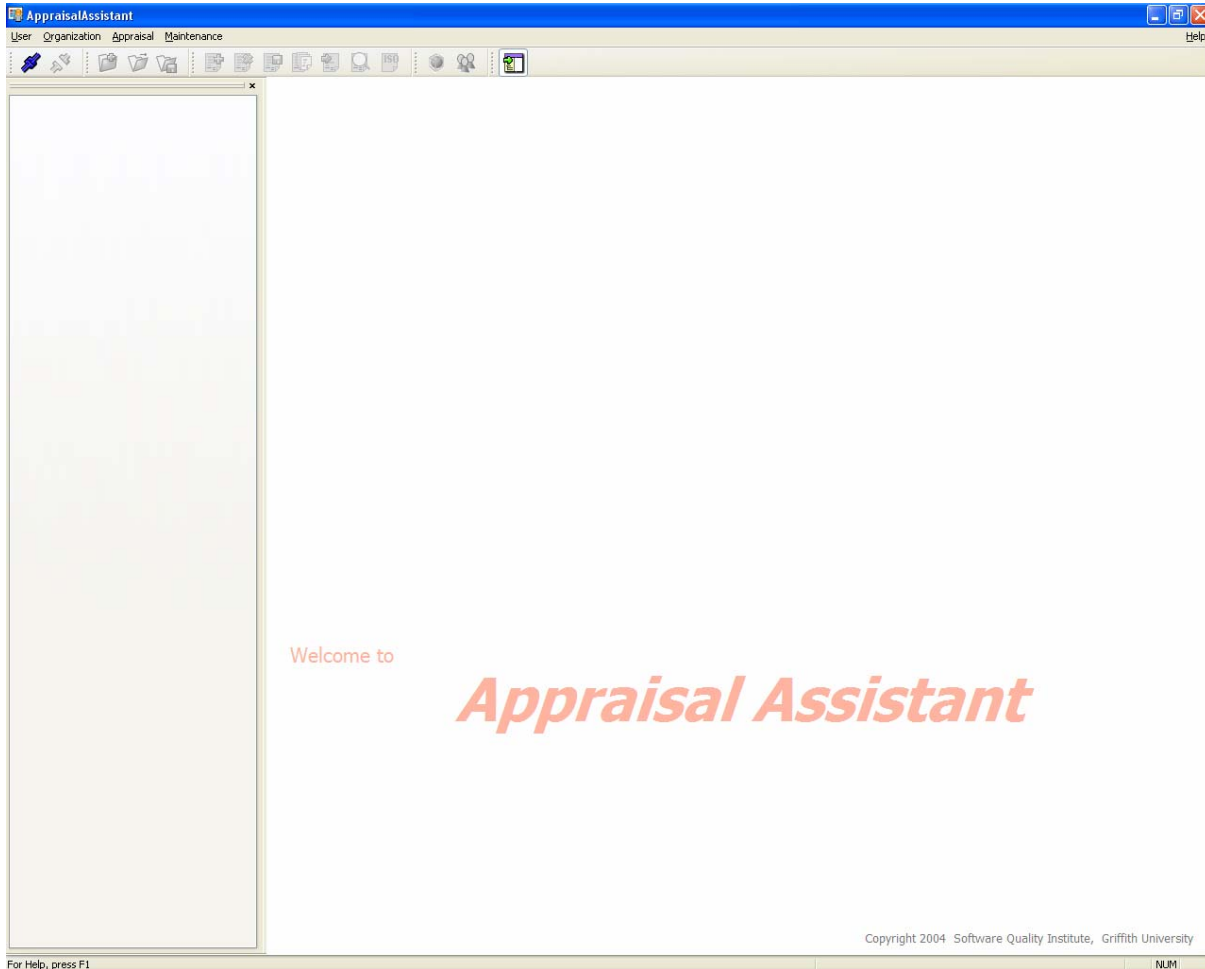 AppraisalAssistant
User Organization Appraisal Maintenance Help
ISO
Welcome to
Appraisal Assistant
Copyright 2004 Software Quality Institute, Griffith University
For Help, press F1 NUM